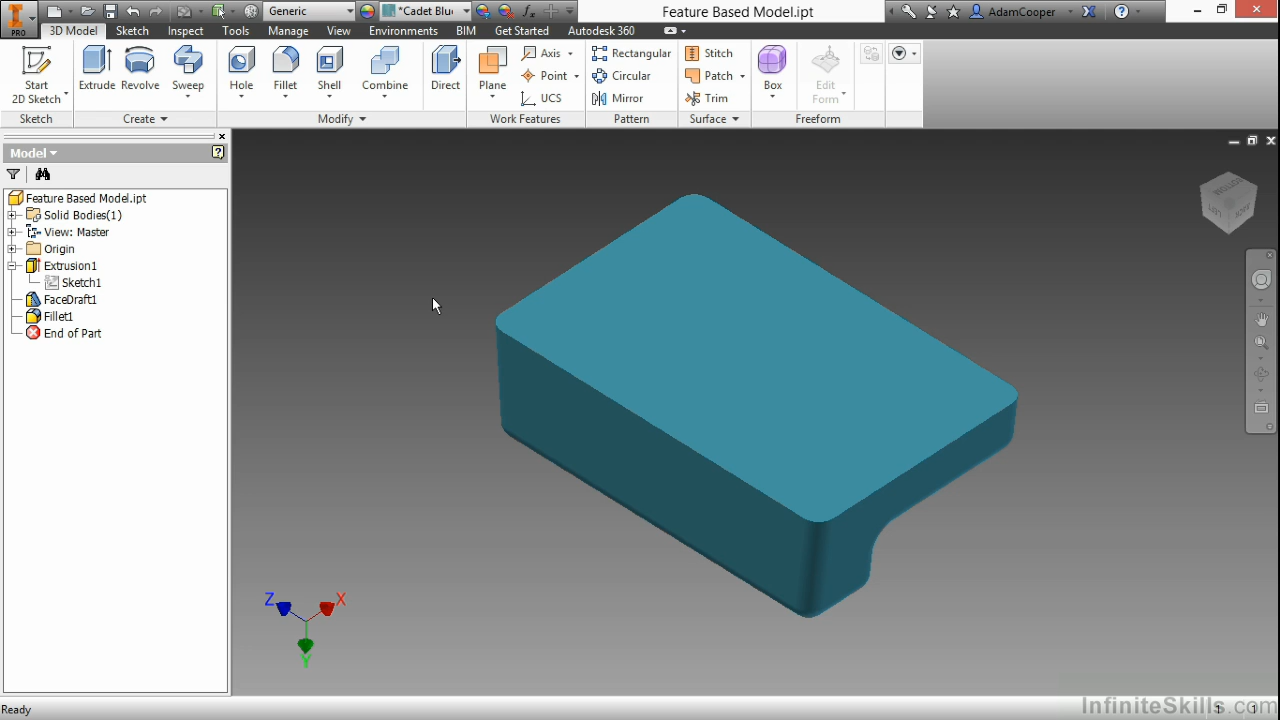 PRO
Generic
*Cadet Blu
Feature Based Model.ipt
AdamCooper
3D Model Sketch Inspect Tools Manage View Environments BIM Get Started Autodesk 360
Start
2D Sketch
Extrude Revolve Sweep
Hole Fillet Shell Combine
Direct
Plane
Axis
Point
UCS
Rectangular
Circular
Mirror
Stitch
Patch
Trim
Box
Edit
Form
Sketch Create Modify Work Features Pattern Surface Freeform
Model
Feature Based Model.ipt
Solid Bodies(1)
View: Master
Origin
Extrusion1
Sketch1
FaceDraft1
Fillet1
End of Part
Z X
Y
Ready
1 1
InfiniteSkills.com